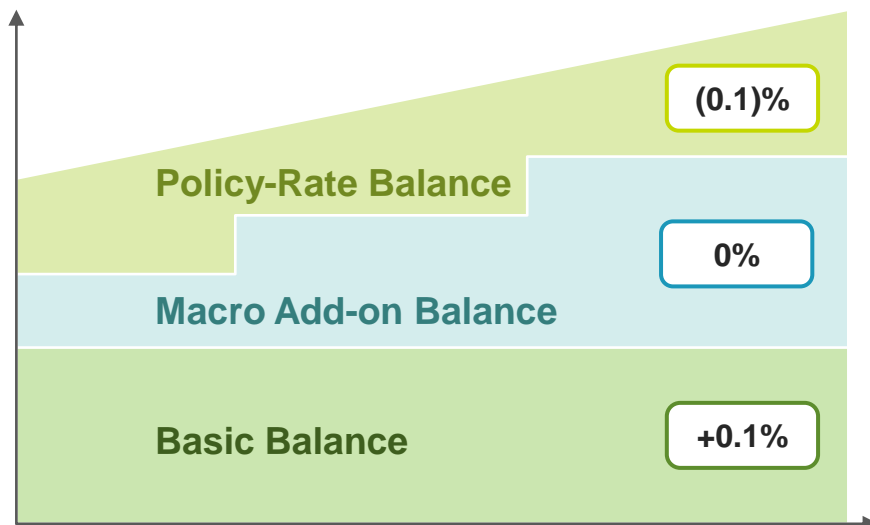 (0.1)%
Policy-Rate Balance
0%
Macro Add-on Balance
+0.1%
Basic Balance